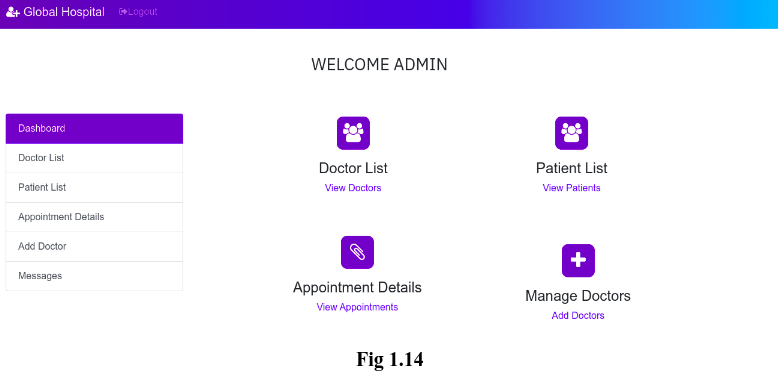 Global Hospital
Logout
WELCOME ADMIN
Dashboard
Doctor List
Patient List
Appointment Details
Add Doctor
Messages
Doctor List
View Doctors
Patient List
View Patients
Appointment Details
View Appointments
Manage Doctors
Add Doctors
Fig 1.14